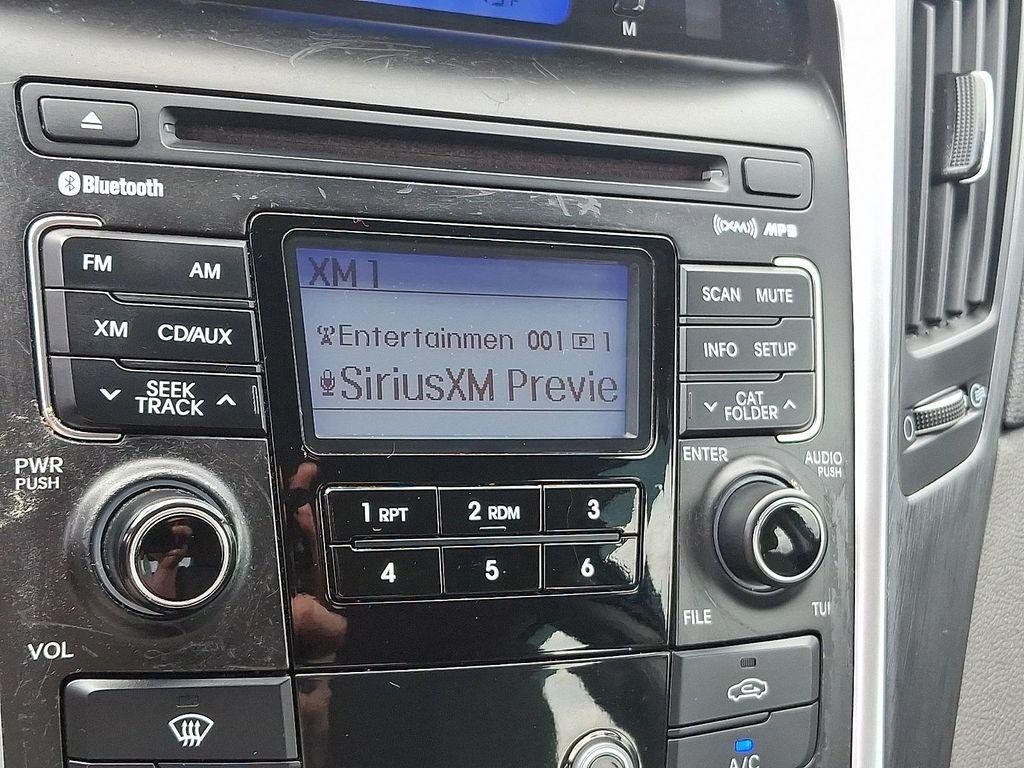 M
Bluetooth
XM MP3
FM AM
XM CD/AUX
SEEK
TRACK
XM 1
Entertainmen 001 P 1
SiriusXM Previe
SCAN MUTE
INFO SETUP
CAT
FOLDER
PWR
PUSH
ENTER
AUDIO
PUSH
1 RPT 2 RDM 3
4 5 6
VOL
FILE
A/C